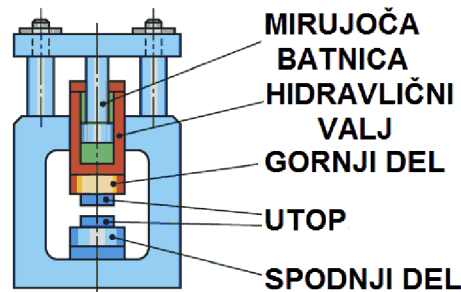 MIRUJOČA
BATNICA
HIDRAVLIČNI
VALJ
GORNJI DEL
UTOP
SPODNJI DEL